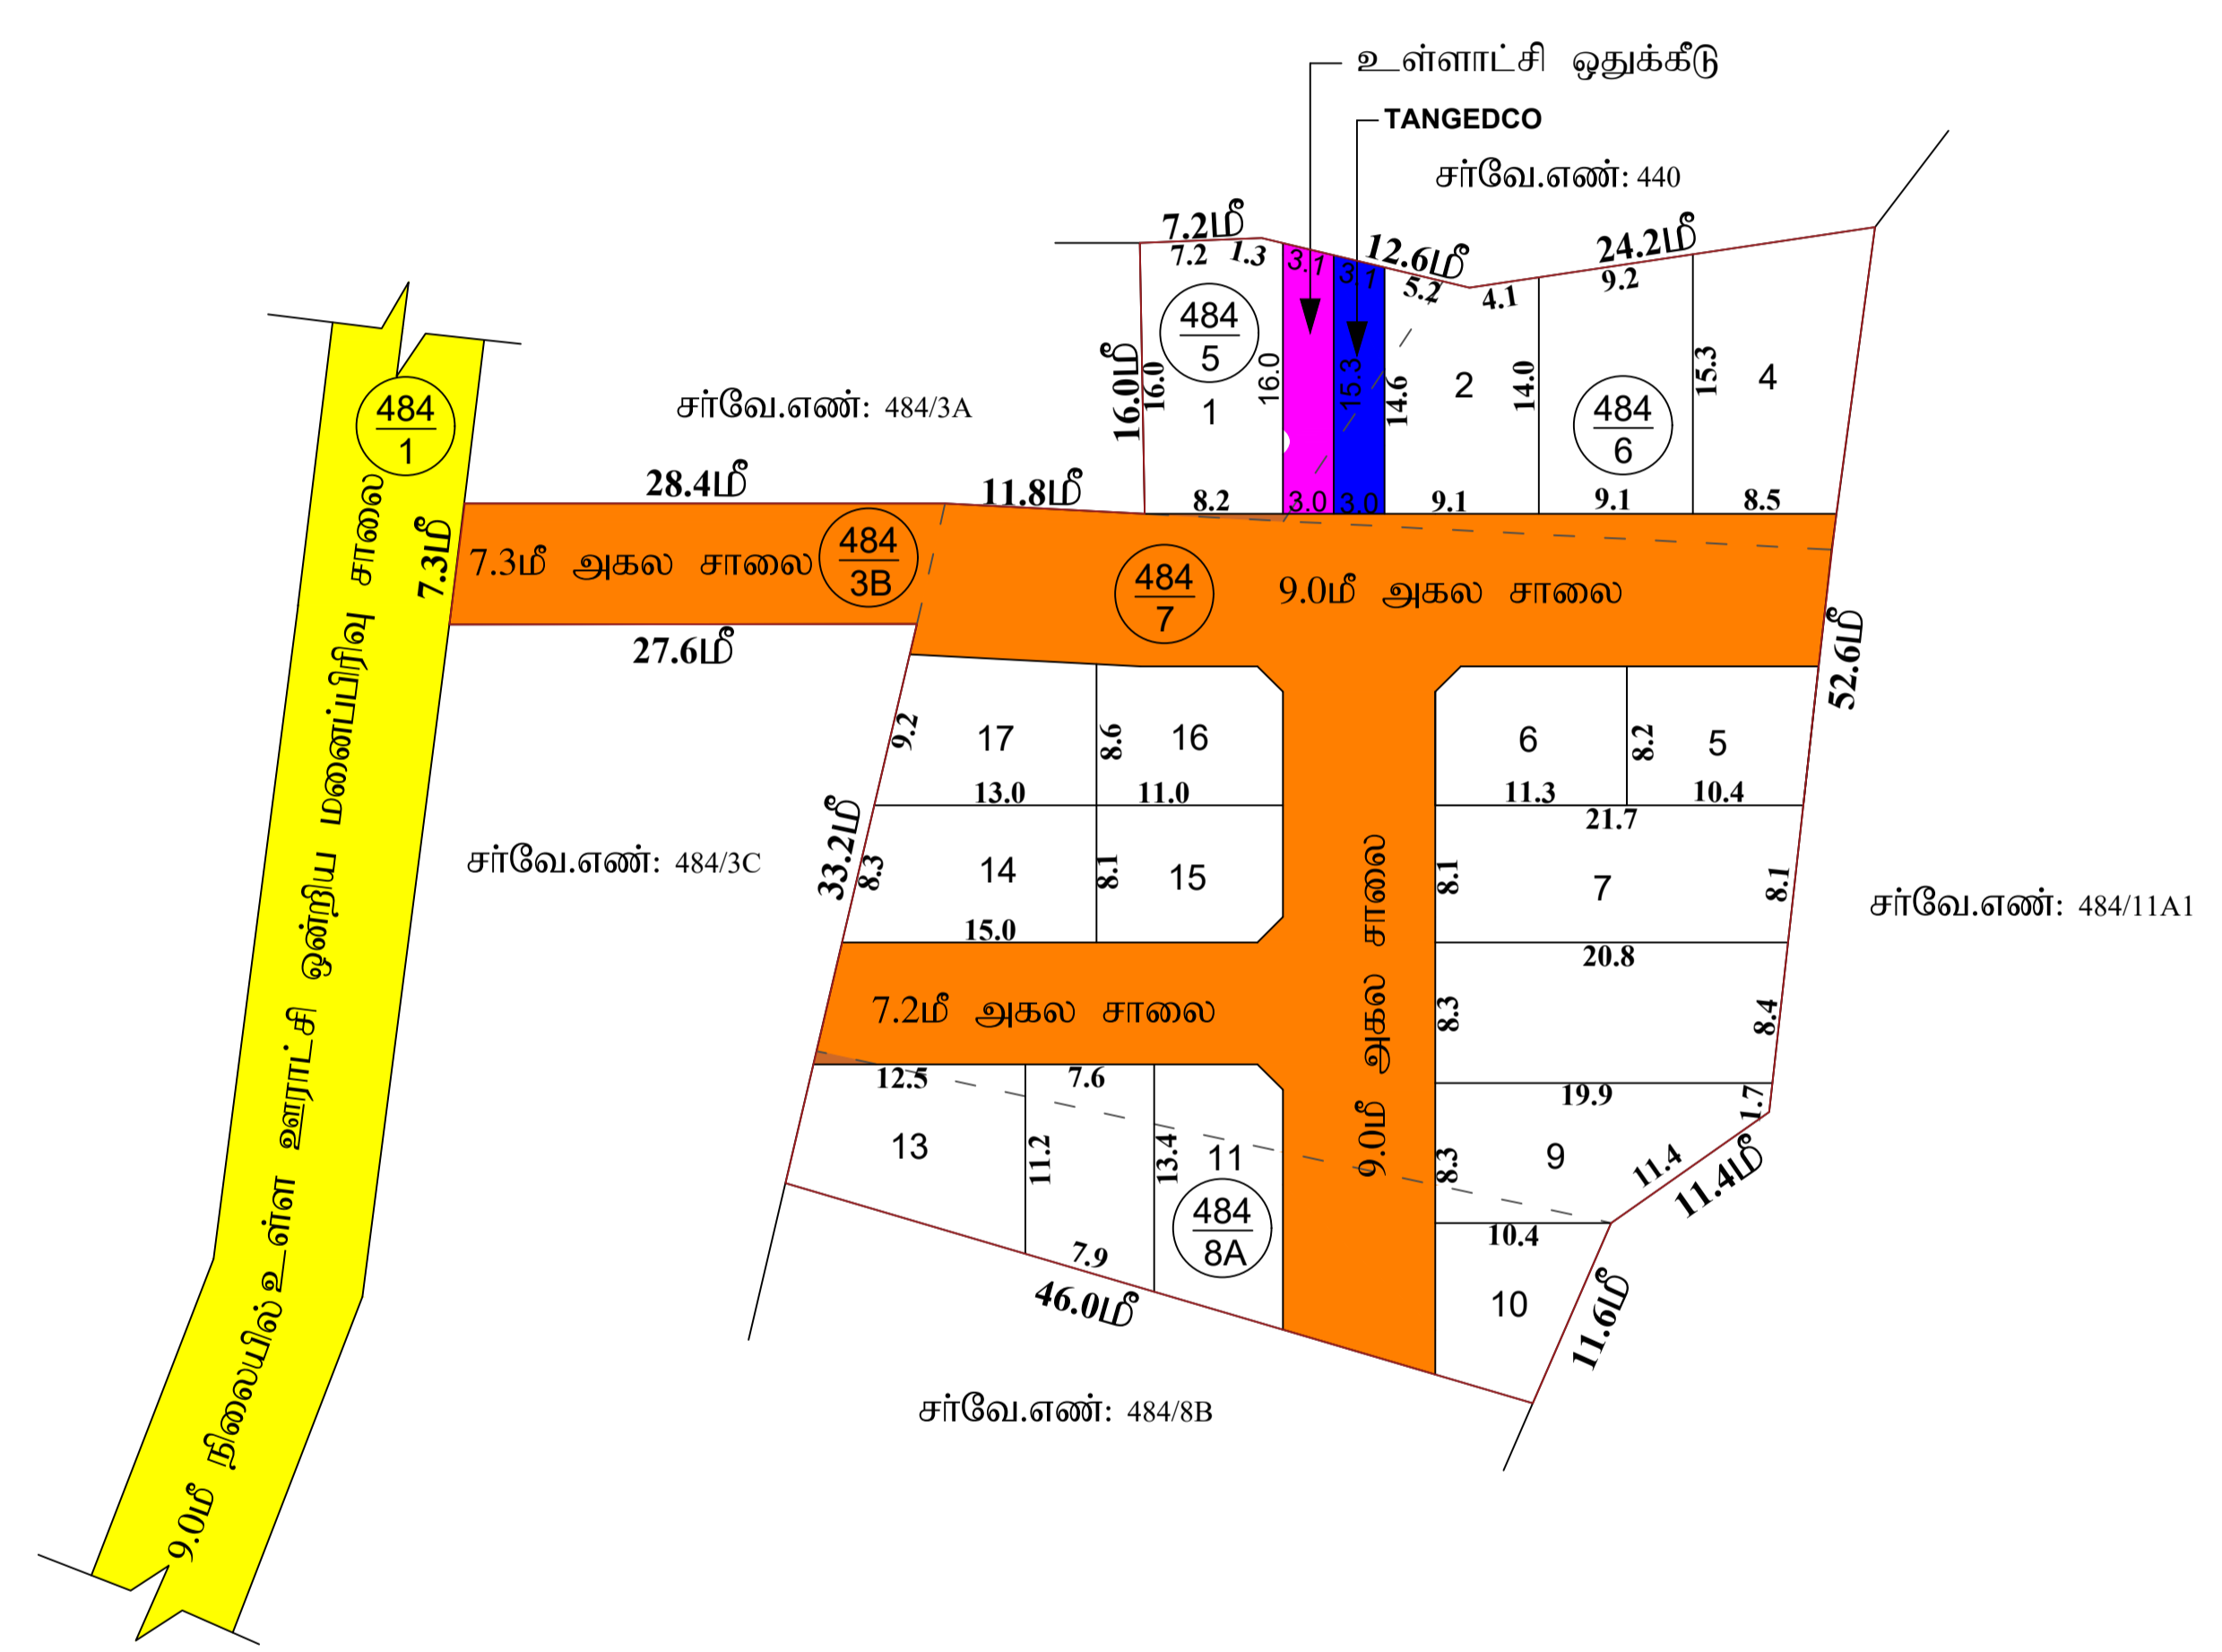 உள்ளாட்சி ஒதுக்கீடு
TANGEDCO
சர்வே.எண்: 440
7.2மீ
12.6மீ
24.2மீ
7.2
1.3
3.1
3.1
5.2
4.1
9.2
484
5
1
16.0மீ
16.0
16.0
15.3
14.6
2
14.0
484
6
15.3
4
8.2
3.0
3.0
9.1
9.1
8.5
484
1
சர்வே.எண்: 484/3A
28.4மீ
11.8மீ
7.3மீ
7.3மீ அகல சாலை
484
3B
484
7
9.0மீ அகல சாலை
27.6மீ
52.6மீ
9.2
17
8.6
16
13.0
11.0
6
8.2
5
11.3
10.4
21.7
33.2மீ
8.3
14
8.1
15
15.0
8.1
7
8.1
சர்வே.எண்: 484/3C
சர்வே.எண்: 484/11A1
20.8
7.2மீ அகல சாலை
9.0மீ அகல சாலை
8.3
8.4
12.5
7.6
19.9
1.7
13
11.2
13.4
11
484
8A
8.3
9
11.4
11.4மீ
10.4
7.9
46.0மீ
10
11.6மீ
சர்வே.எண்: 484/8B
9.0மீ நிலையில் உள்ள ஊராட்சி ஒன்றிய மனைப்பிரிவு சாலை